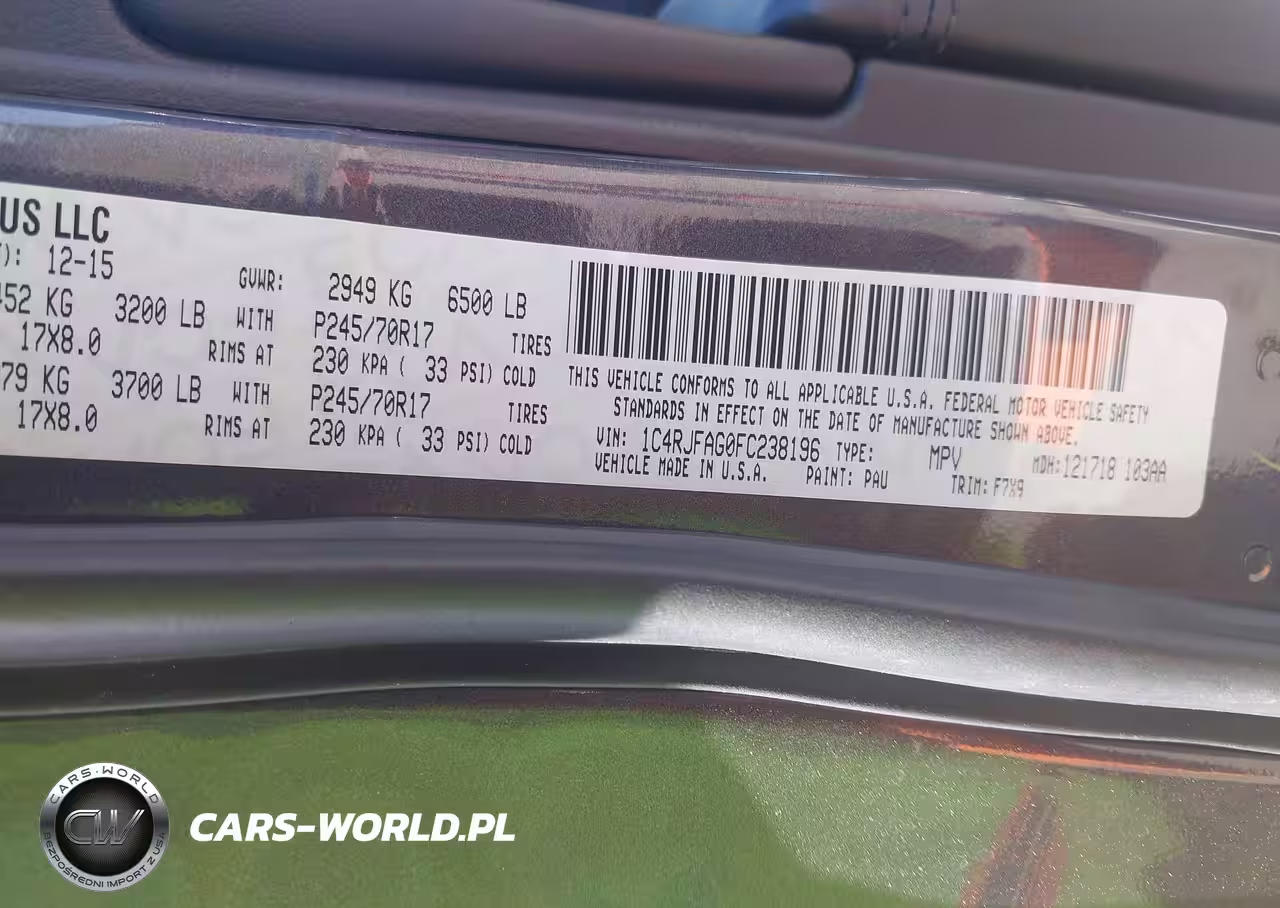 US LLC
): 12-15
GVWR: 2949 KG 6500 LB
452 KG 3200 LB WITH P245/70R17 TIRES
17X8.0 RIMS AT 230 KPA ( 33 PSI) COLD
79 KG 3700 LB WITH P245/70R17 TIRES
17X8.0 RIMS AT 230 KPA ( 33 PSI) COLD
THIS VEHICLE CONFORMS TO ALL APPLICABLE U.S.A. FEDERAL MOTOR VEHICLE SAFETY
STANDARDS IN EFFECT ON THE DATE OF MANUFACTURE SHOWN ABOVE.
VIN: 1C4RJFAG0FC238196 TYPE: MPV MDH:121718 103AA
VEHICLE MADE IN U.S.A. PAINT: PAU TRIM: F7X9
CARS-WORLD
CW
BEZPOŚREDNI IMPORT Z USA
CARS-WORLD.PL